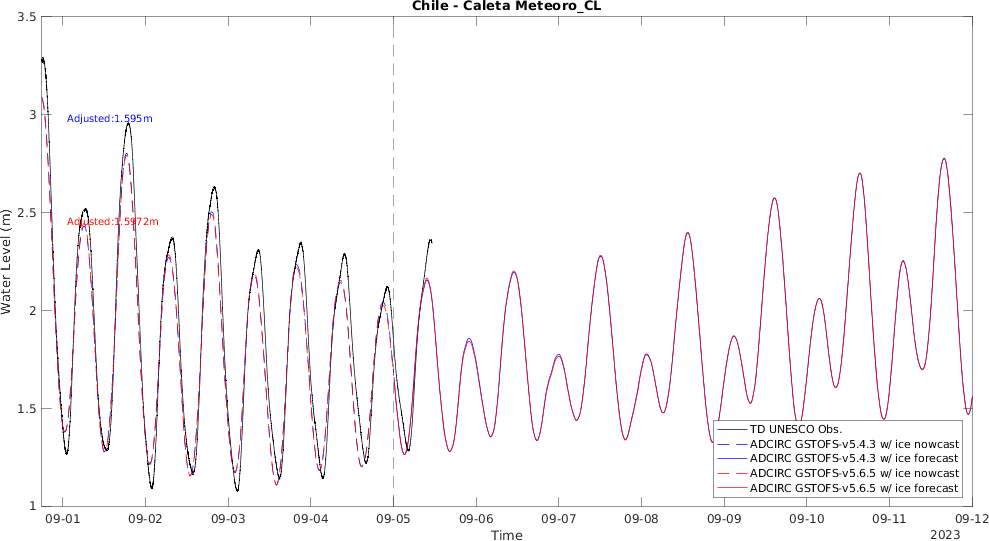 Chile - Caleta Meteoro_CL
3.5
3
2.5
2
1.5
1
Water Level (m)
Adjusted:1.595m
Adjusted:1.5972m
TD UNESCO Obs.
ADCIRC GSTOFS-v5.4.3 w/ ice nowcast
ADCIRC GSTOFS-v5.4.3 w/ ice forecast
ADCIRC GSTOFS-v5.6.5 w/ ice nowcast
ADCIRC GSTOFS-v5.6.5 w/ ice forecast
09-01 09-02 09-03 09-04 09-05 09-06 09-07 09-08 09-09 09-10 09-11 09-12
Time
2023